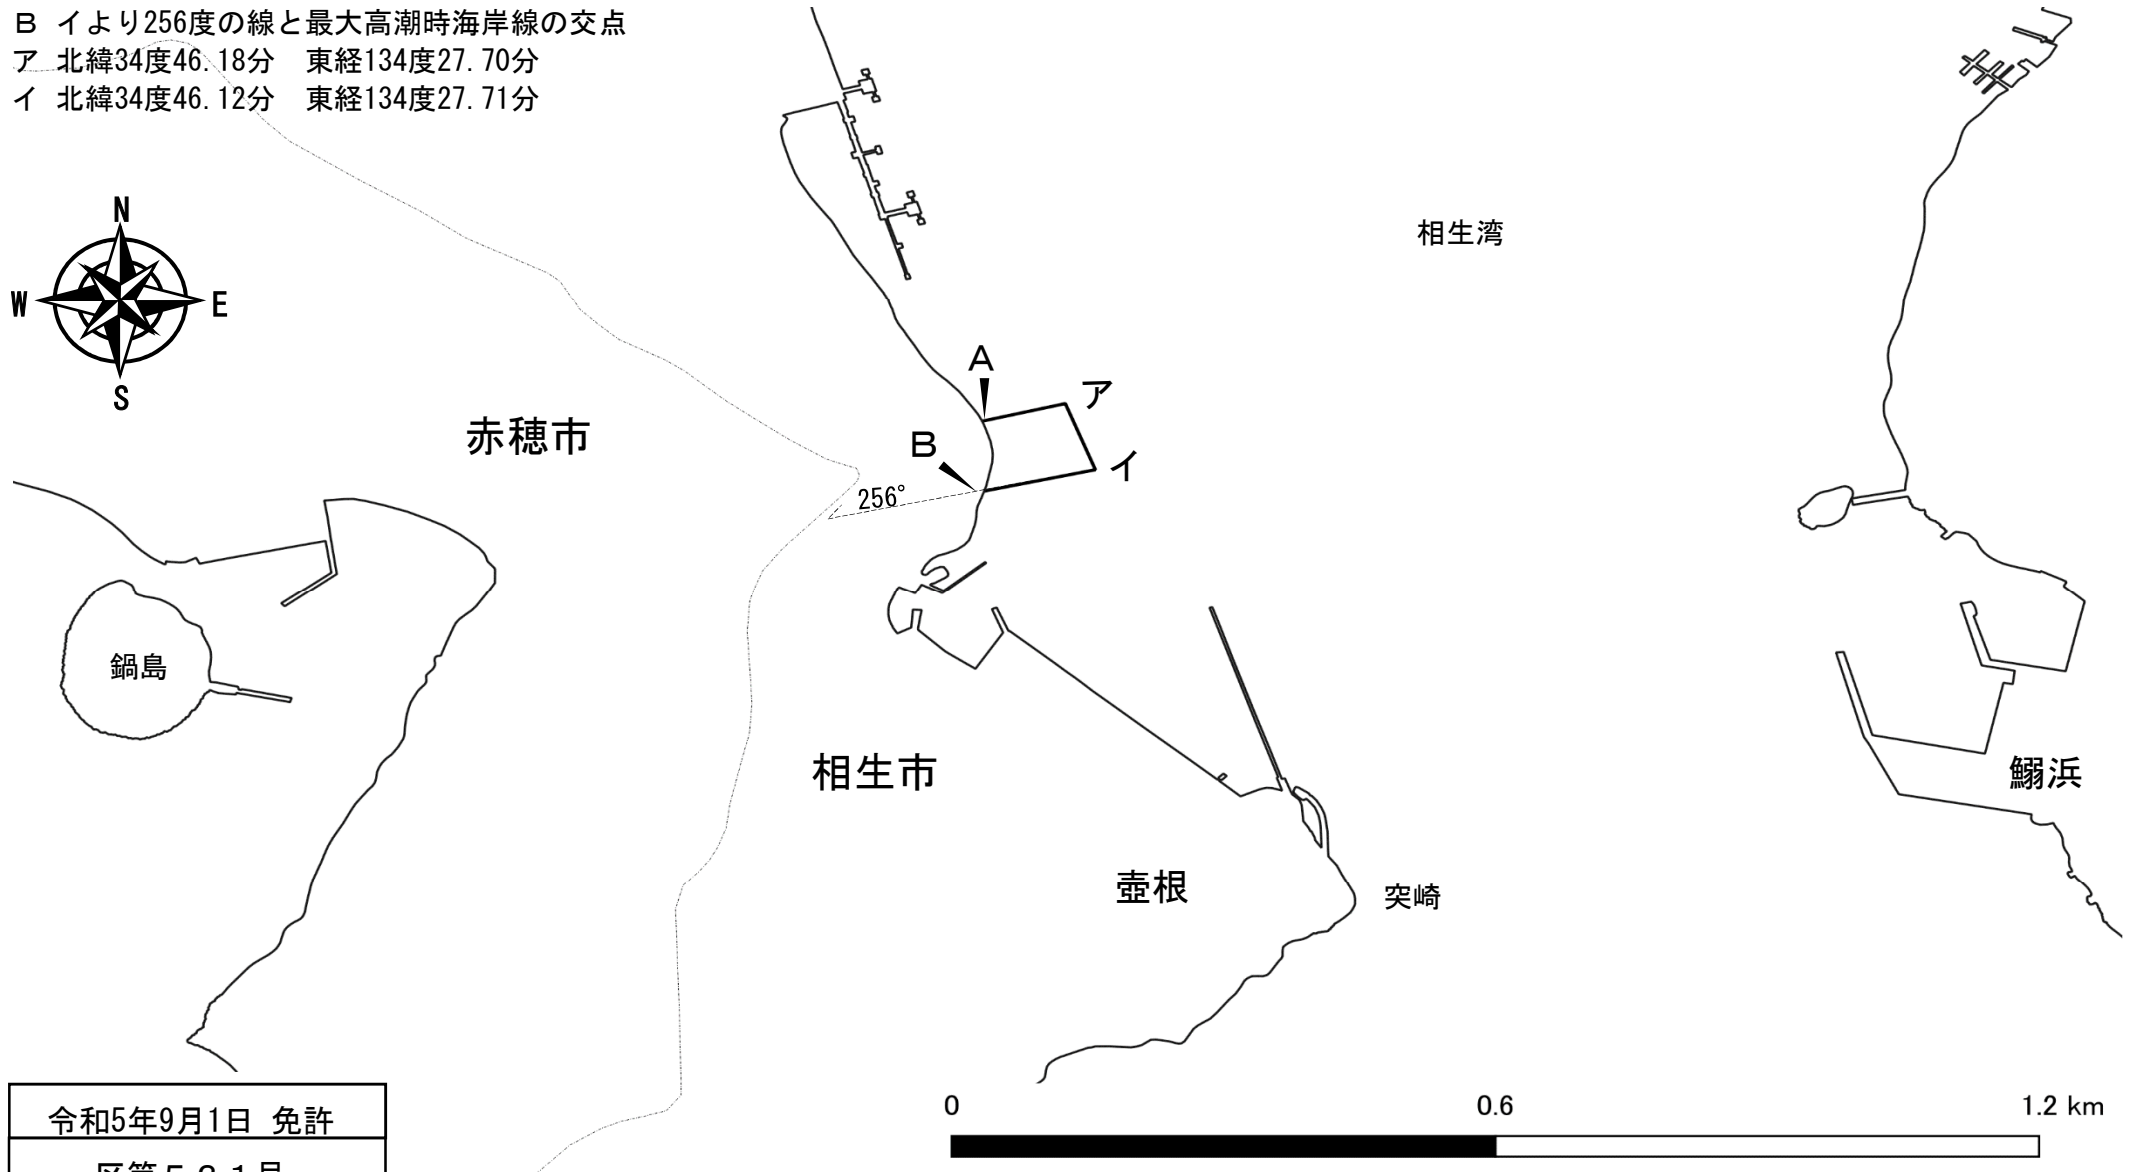 B イより256度の線と最大高潮時海岸線の交点
ア 北緯34度46.18分 東経134度27.70分
イ 北緯34度46.12分 東経134度27.71分
N
W
E
S
相生湾
A
ア
B
イ
256°
赤穂市
鍋島
相生市
鰯浜
壺根
突崎
令和5年9月1日 免許
0
0.6
1.2 km